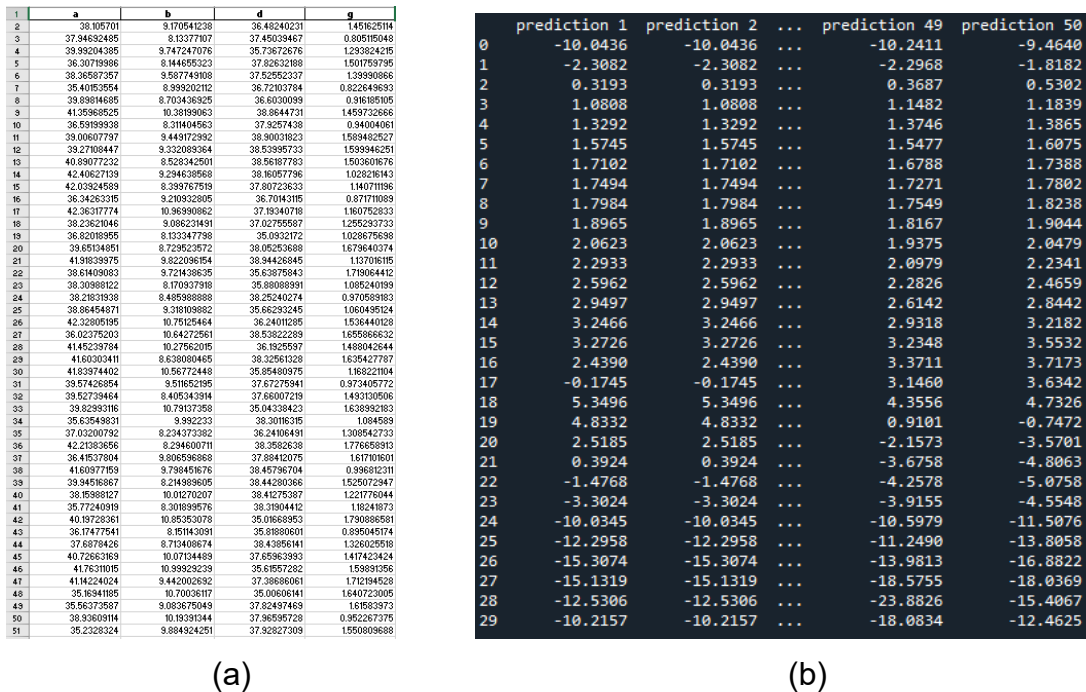 1 a b d g
2 38.105701 9.170541238 36.48240231 1.451625114
3 37.94692485 8.13377107 37.45039467 0.805115048
4 39.99204385 9.747247076 35.73672676 1.293824215
5 36.30719986 8.144655323 37.82632188 1.501759795
6 38.36587357 9.587749108 37.52552337 1.39990866
7 35.40153554 8.999202112 36.72103784 0.822649693
8 39.89814685 8.703436925 36.6030099 0.916185105
9 41.35968525 10.38199063 38.8644731 1.459732666
10 36.59199938 8.311404563 37.9257438 0.94004061
11 39.00607797 9.449172992 38.90031823 1.589482527
12 39.27108447 9.332089364 38.53995733 1.599946251
13 40.89077232 8.528342501 38.56187783 1.503601676
14 42.40627139 9.294638568 38.16057796 1.028216143
15 42.03924589 8.399767519 37.80723633 1.140711196
16 36.34263315 9.210932805 36.70143115 0.871711089
17 42.36317774 10.96990862 37.19340718 1.160752833
18 38.23621046 9.086231491 37.02755587 1.255293733
19 36.82018955 8.133347798 35.0932172 1.028675698
20 39.65134851 8.729523572 38.05253688 1.679640374
21 41.91839975 9.822096154 38.94426845 1.137016115
22 38.61409083 9.721438635 35.63875843 1.719064412
23 38.30988122 8.170937918 35.88088991 1.085240199
24 38.21831938 8.485988888 38.25240274 0.970589183
25 38.86454871 9.318109882 35.66293245 1.060495124
26 42.32805195 10.75125464 36.24011285 1.536440128
27 36.02375203 10.64272561 38.53822289 1.655866632
28 41.45239784 10.27562015 36.1925597 1.488042644
29 41.60303411 8.638080465 38.32561328 1.635427787
30 41.83974402 10.56772448 35.85480975 1.168221104
31 39.57426854 9.511652195 37.67275941 0.973405772
32 39.52739464 8.405343914 37.66007219 1.493130506
33 39.82993116 10.79137358 35.04338423 1.638992183
34 35.63549831 9.992233 38.30116315 1.084589
35 37.03200792 8.234373382 36.24106491 1.308542733
36 42.21383656 8.294600711 38.3582638 1.776658913
37 36.41537804 9.806596868 37.88412075 1.617101601
38 41.60977159 9.798451676 38.45796704 0.996812311
39 39.94516867 8.214989605 38.44280366 1.525072947
40 38.15988127 10.01270207 38.41275387 1.221776044
41 35.77240919 8.301899576 38.31904412 1.18241873
42 40.19728361 10.85353078 35.01668953 1.790886581
43 36.17477541 8.151143091 35.81880601 0.895045174
44 37.6878426 8.713408674 38.43856141 1.326025518
45 40.72663169 10.07134489 37.65963993 1.417423424
46 41.76311015 10.99929239 35.61557282 1.59891356
47 41.14224024 9.442002692 37.38686061 1.712194528
48 35.16941185 10.70036117 35.00606141 1.640723005
49 35.56373587 9.083675049 37.82497469 1.61583973
50 38.93609114 10.19391344 37.96595728 0.952267375
51 35.2328324 9.884924251 37.92827309 1.550809688
(a)
prediction 1 prediction 2 ... prediction 49 prediction 50
0 -10.0436 -10.0436 ... -10.2411 -9.4640
1 -2.3082 -2.3082 ... -2.2968 -1.8182
2 0.3193 0.3193 ... 0.3687 0.5302
3 1.0808 1.0808 ... 1.1482 1.1839
4 1.3292 1.3292 ... 1.3746 1.3865
5 1.5745 1.5745 ... 1.5477 1.6075
6 1.7102 1.7102 ... 1.6788 1.7388
7 1.7494 1.7494 ... 1.7271 1.7802
8 1.7984 1.7984 ... 1.7549 1.8238
9 1.8965 1.8965 ... 1.8167 1.9044
10 2.0623 2.0623 ... 1.9375 2.0479
11 2.2933 2.2933 ... 2.0979 2.2341
12 2.5962 2.5962 ... 2.2826 2.4659
13 2.9497 2.9497 ... 2.6142 2.8442
14 3.2466 3.2466 ... 2.9318 3.2182
15 3.2726 3.2726 ... 3.2348 3.5532
16 2.4390 2.4390 ... 3.3711 3.7173
17 -0.1745 -0.1745 ... 3.1460 3.6342
18 5.3496 5.3496 ... 4.3556 4.7326
19 4.8332 4.8332 ... 0.9101 -0.7472
20 2.5185 2.5185 ... -2.1573 -3.5701
21 0.3924 0.3924 ... -3.6758 -4.8063
22 -1.4768 -1.4768 ... -4.2578 -5.0758
23 -3.3024 -3.3024 ... -3.9155 -4.5548
24 -10.0345 -10.0345 ... -10.5979 -11.5076
25 -12.2958 -12.2958 ... -11.2490 -13.8058
26 -15.3074 -15.3074 ... -13.9813 -16.8822
27 -15.1319 -15.1319 ... -18.5755 -18.0369
28 -12.5306 -12.5306 ... -23.8826 -15.4067
29 -10.2157 -10.2157 ... -18.0834 -12.4625
(b)